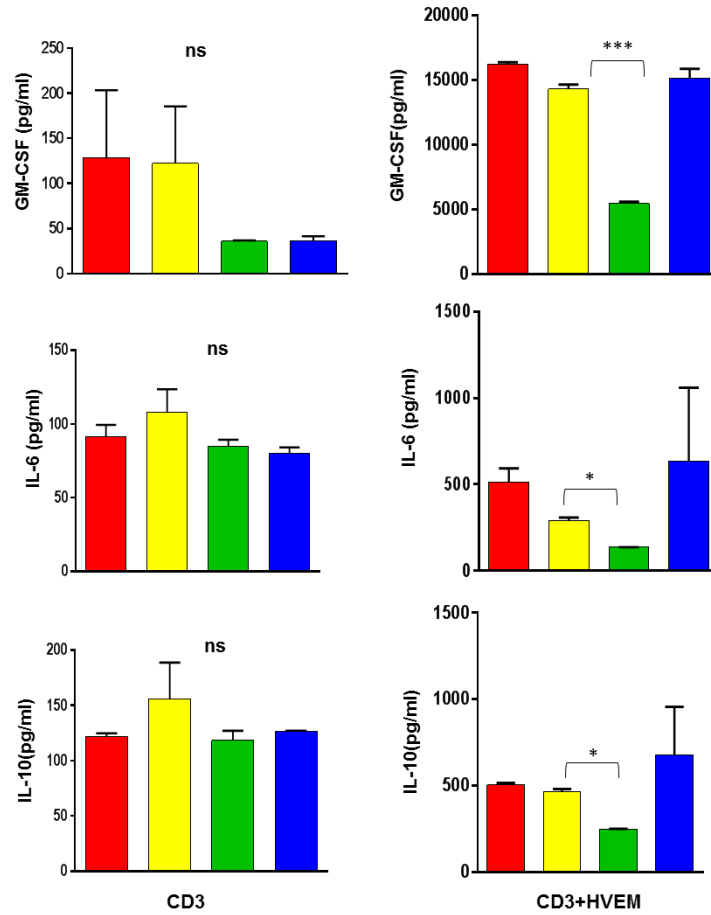 ns
GM-CSF (pg/ml)
250
200
150
100
50
0
***
GM-CSF(pg/ml)
20000
15000
10000
5000
0
ns
IL-6 (pg/ml)
150
100
50
0
*
IL-6 (pg/ml)
1500
1000
500
0
ns
IL-10(pg/ml)
200
150
100
50
0
CD3
*
IL-10(pg/ml)
1500
1000
500
0
CD3+HVEM